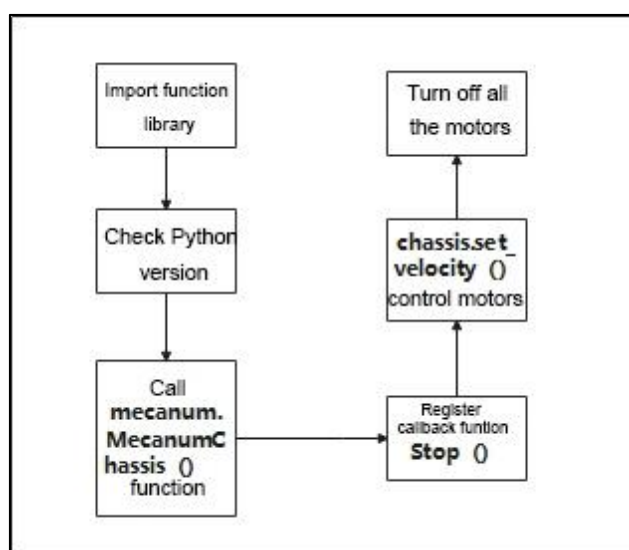 Import function
library
Check Python
version
Call
mecanum.
MecanumC
hassis ()
function
Register
callback funtion
Stop ()
chassis.set_
velocity ()
control motors
Turn off all
the motors